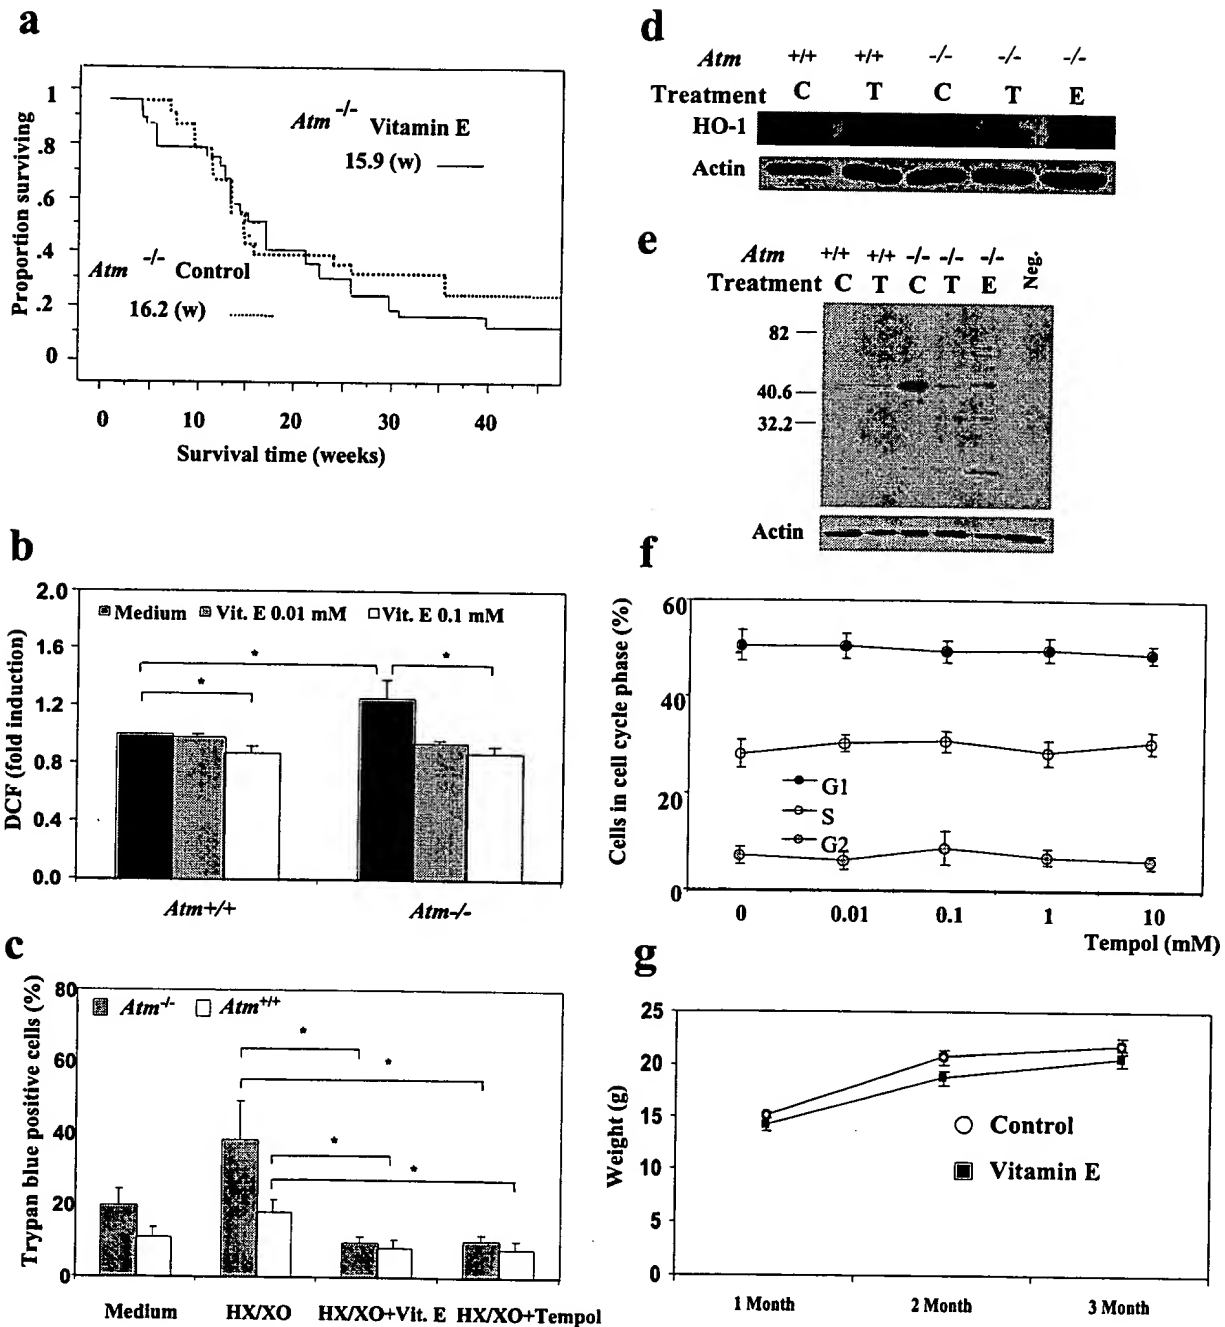 a
1
.8
.6
.4
.2
0
Proportion surviving
Atm -/- Vitamin E
15.9 (w)
Atm -/- Control
16.2 (w)
0 10 20 30 40
Survival time (weeks)
b
2.0
1.6
1.2
0.8
0.4
0.0
DCF (fold induction)
Medium Vit. E 0.01 mM Vit. E 0.1 mM
*
*
*
Atm+/+ Atm-/-
c
80
60
40
20
0
Trypan blue positive cells (%)
Atm-/- Atm+/+
*
*
*
*
Medium HX/XO HX/XO+Vit. E HX/XO+Tempol
d
Atm +/+ +/+ -/- -/- -/-
Treatment C T C T E
HO-1
Actin
e
Atm +/+ +/+ -/- -/- -/- Neg.
Treatment C T C T E
82
40.6
32.2
Actin
f
60
40
20
0
Cells in cell cycle phase (%)
G1
S
G2
0 0.01 0.1 1 10
Tempol (mM)
g
25
20
15
10
5
0
Weight (g)
Control
Vitamin E
1 Month 2 Month 3 Month